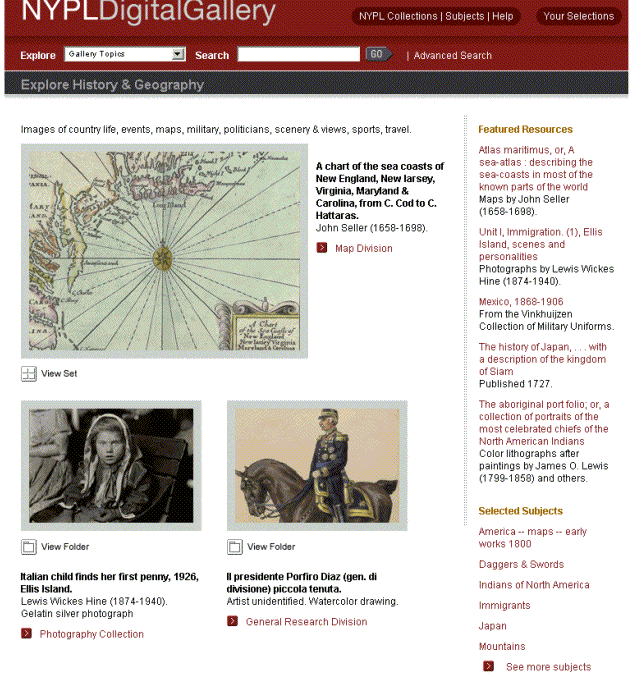 NYPLDigitalGallery
NYPL Collections | Subjects | Help
Your Selections
Explore
Gallery Topics
Search
GO
| Advanced Search
Explore History & Geography
Images of country life, events, maps, military, politicians, scenery & views, sports, travel.
Long Island
A Chart
of the Sea Coasts of
New England
New Iarsey Virginia
Maryland & Carolina
A chart of the sea coasts of
New England, New Iarsey,
Virginia, Maryland &
Carolina, from C. Cod to C.
Hattaras.
John Seller (1658-1698).
Map Division
View Set
View Folder
Italian child finds her first penny, 1926,
Ellis Island.
Lewis Wickes Hine (1874-1940).
Gelatin silver photograph
Photography Collection
View Folder
Il presidente Porfiro Diaz (gen. di
divisione) piccola tenuta.
Artist unidentified. Watercolor drawing.
General Research Division
Featured Resources
Atlas maritimus, or, A
sea-atlas : describing the
sea-coasts in most of the
known parts of the world
Maps by John Seller
(1658-1698).
Unit I, Immigration. (1), Ellis
Island, scenes and
personalities
Photographs by Lewis Wickes
Hine (1874-1940).
Mexico, 1868-1906
From the Vinkhuijzen
Collection of Military Uniforms.
The history of Japan, . . . with
a description of the kingdom
of Siam
Published 1727.
The aboriginal port folio; or, a
collection of portraits of the
most celebrated chiefs of the
North American Indians
Color lithographs after
paintings by James O. Lewis
(1799-1858) and others.
Selected Subjects
America -- maps -- early
works 1800
Daggers & Swords
Indians of North America
Immigrants
Japan
Mountains
See more subjects